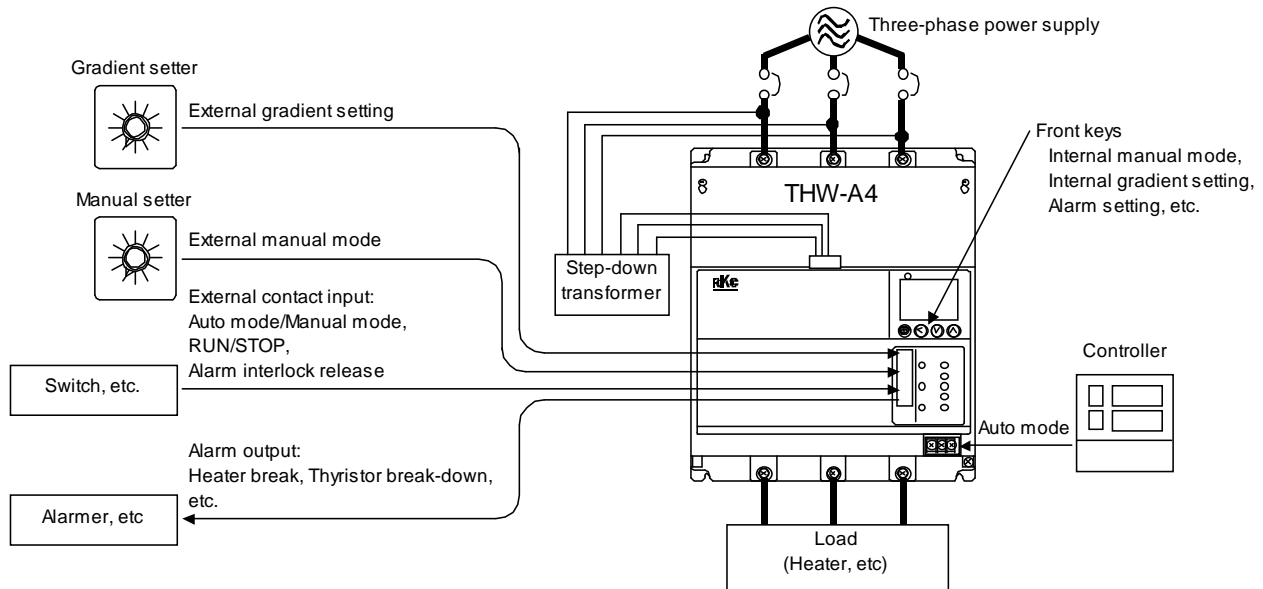 Three-phase power supply
Gradient setter
External gradient setting
Front keys
Internal manual mode,
Internal gradient setting,
Alarm setting, etc.
THW-A4
Manual setter
External manual mode
Step-down
transformer
RKC
External contact input:
Auto mode/Manual mode,
RUN/STOP,
Alarm interlock release
Switch, etc.
Controller
Auto mode
Alarm output:
Heater break, Thyristor break-down,
etc.
Alarmer, etc
Load
(Heater, etc)